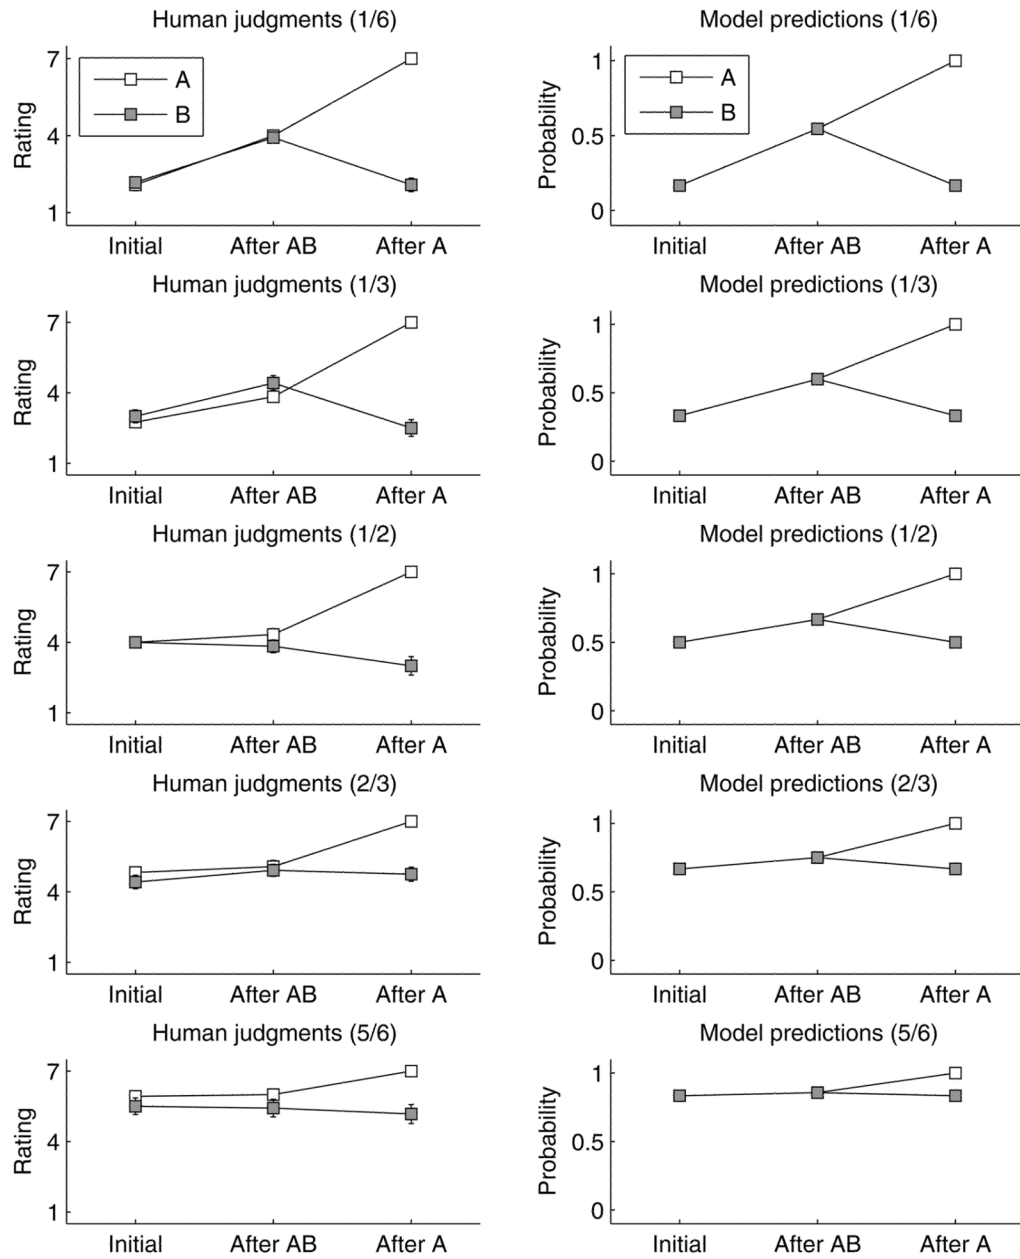 Human judgments (1/6)
7
4
1
Rating
A
B
Initial After AB After A
Model predictions (1/6)
1
0.5
0
Probability
A
B
Initial After AB After A
Human judgments (1/3)
7
4
1
Rating
Initial After AB After A
Model predictions (1/3)
1
0.5
0
Probability
Initial After AB After A
Human judgments (1/2)
7
4
1
Rating
Initial After AB After A
Model predictions (1/2)
1
0.5
0
Probability
Initial After AB After A
Human judgments (2/3)
7
4
1
Rating
Initial After AB After A
Model predictions (2/3)
1
0.5
0
Probability
Initial After AB After A
Human judgments (5/6)
7
4
1
Rating
Initial After AB After A
Model predictions (5/6)
1
0.5
0
Probability
Initial After AB After A